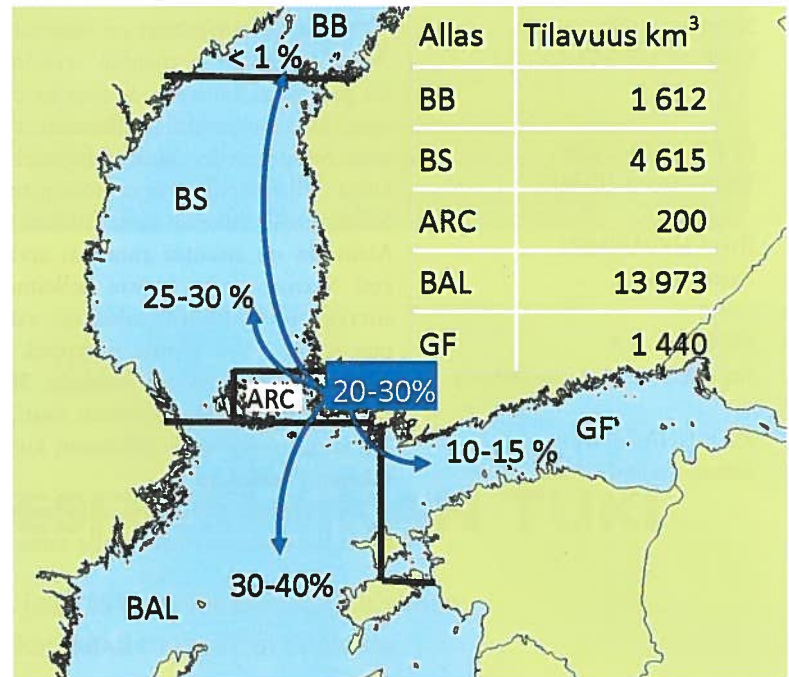 BB
< 1 %
BS
25-30 %
ARC
20-30%
GF
10-15 %
30-40%
BAL
Allas Tilavuus km³
BB 1 612
BS 4 615
ARC 200
BAL 13 973
GF 1 440